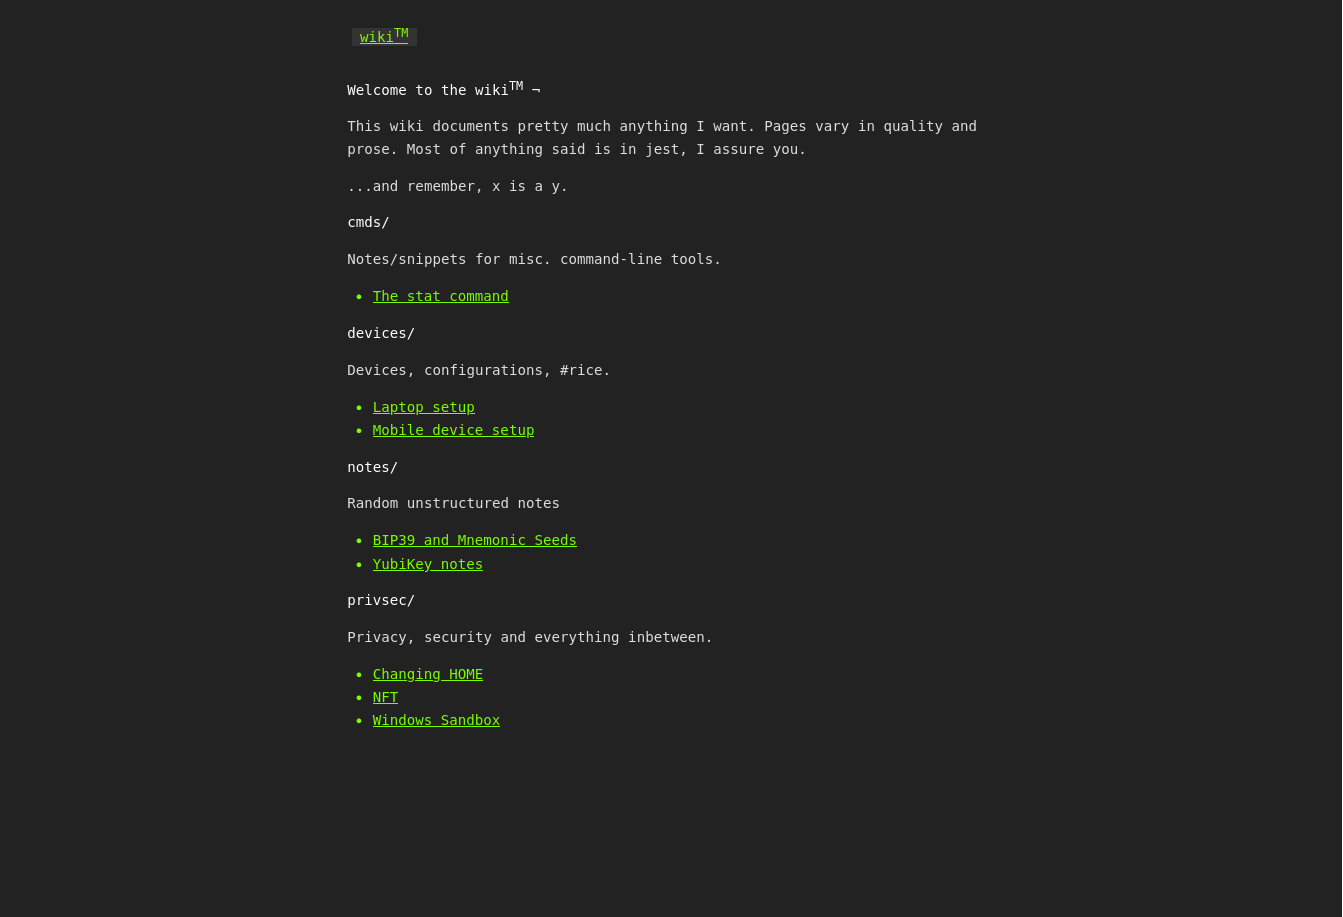 wiki™
Welcome to the wiki™ ¬
This wiki documents pretty much anything I want. Pages vary in quality and
prose. Most of anything said is in jest, I assure you.
...and remember, x is a y.
cmds/
Notes/snippets for misc. command-line tools.
• The stat command
devices/
Devices, configurations, #rice.
• Laptop setup
• Mobile device setup
notes/
Random unstructured notes
• BIP39 and Mnemonic Seeds
• YubiKey notes
privsec/
Privacy, security and everything inbetween.
• Changing HOME
• NFT
• Windows Sandbox